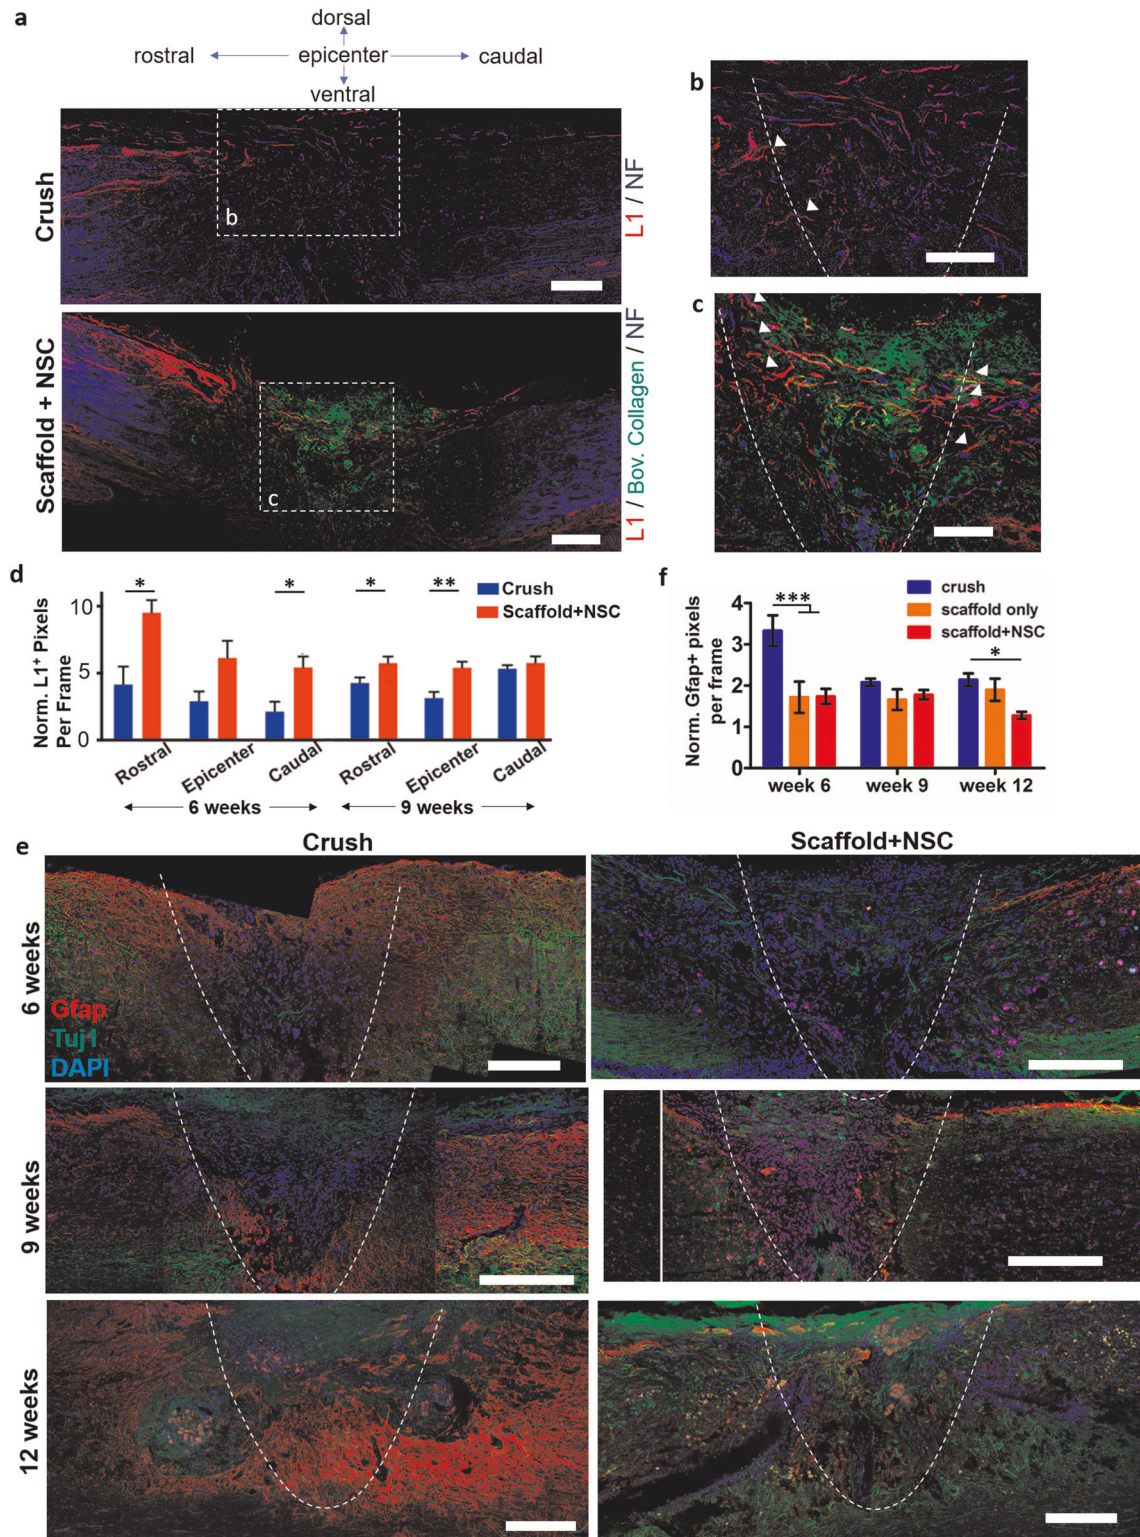 a
dorsal
rostral
epicenter
caudal
ventral
Crush
b
L1 / NF
b
Scaffold + NSC
c
L1 / Bov. Collagen / NF
c
d
Norm. L1⁺ Pixels
Per Frame
10
5
0
*
*
*
**
Crush
Scaffold+NSC
Rostral
Epicenter
Caudal
Rostral
Epicenter
Caudal
6 weeks
9 weeks
f
Norm. Gfap+ pixels
per frame
4
3
2
1
0
***
*
crush
scaffold only
scaffold+NSC
week 6
week 9
week 12
e
Crush
Scaffold+NSC
6 weeks
Gfap
Tuj1
DAPI
9 weeks
12 weeks